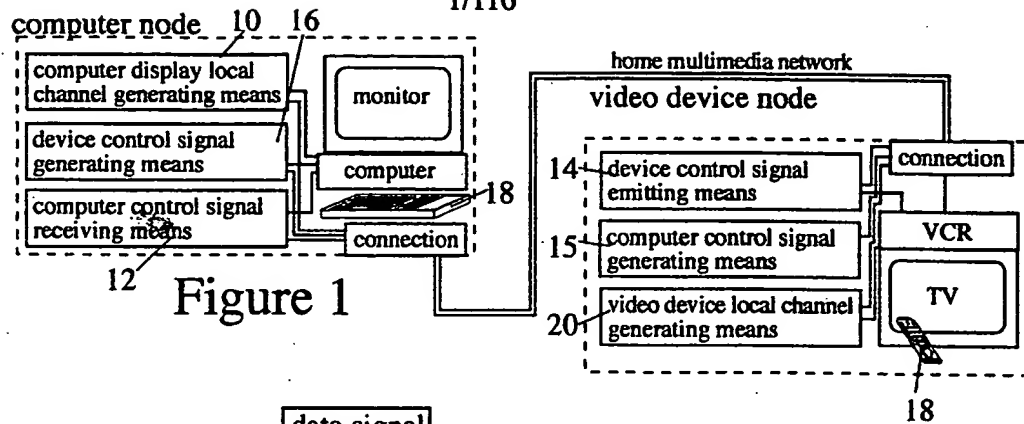 1/116
computer node
10
16
computer display local
channel generating means
device control signal
generating means
computer control signal
receiving means
12
monitor
computer
18
connection
Figure 1
home multimedia network
video device node
connection
14
device control signal
emitting means
15
computer control signal
generating means
20
video device local channel
generating means
VCR
TV
18
data signal